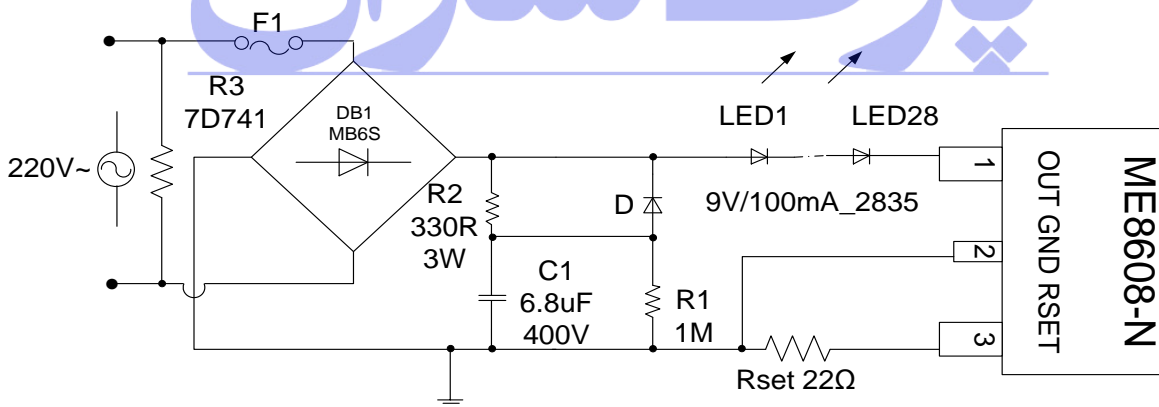 F1
R3
7D741
DB1
MB6S
220V~
LED1
LED28
R2
330R
3W
D
9V/100mA_2835
C1
6.8uF
400V
R1
1M
Rset 22Ω
1
2
3
OUT GND RSET
ME8608-N